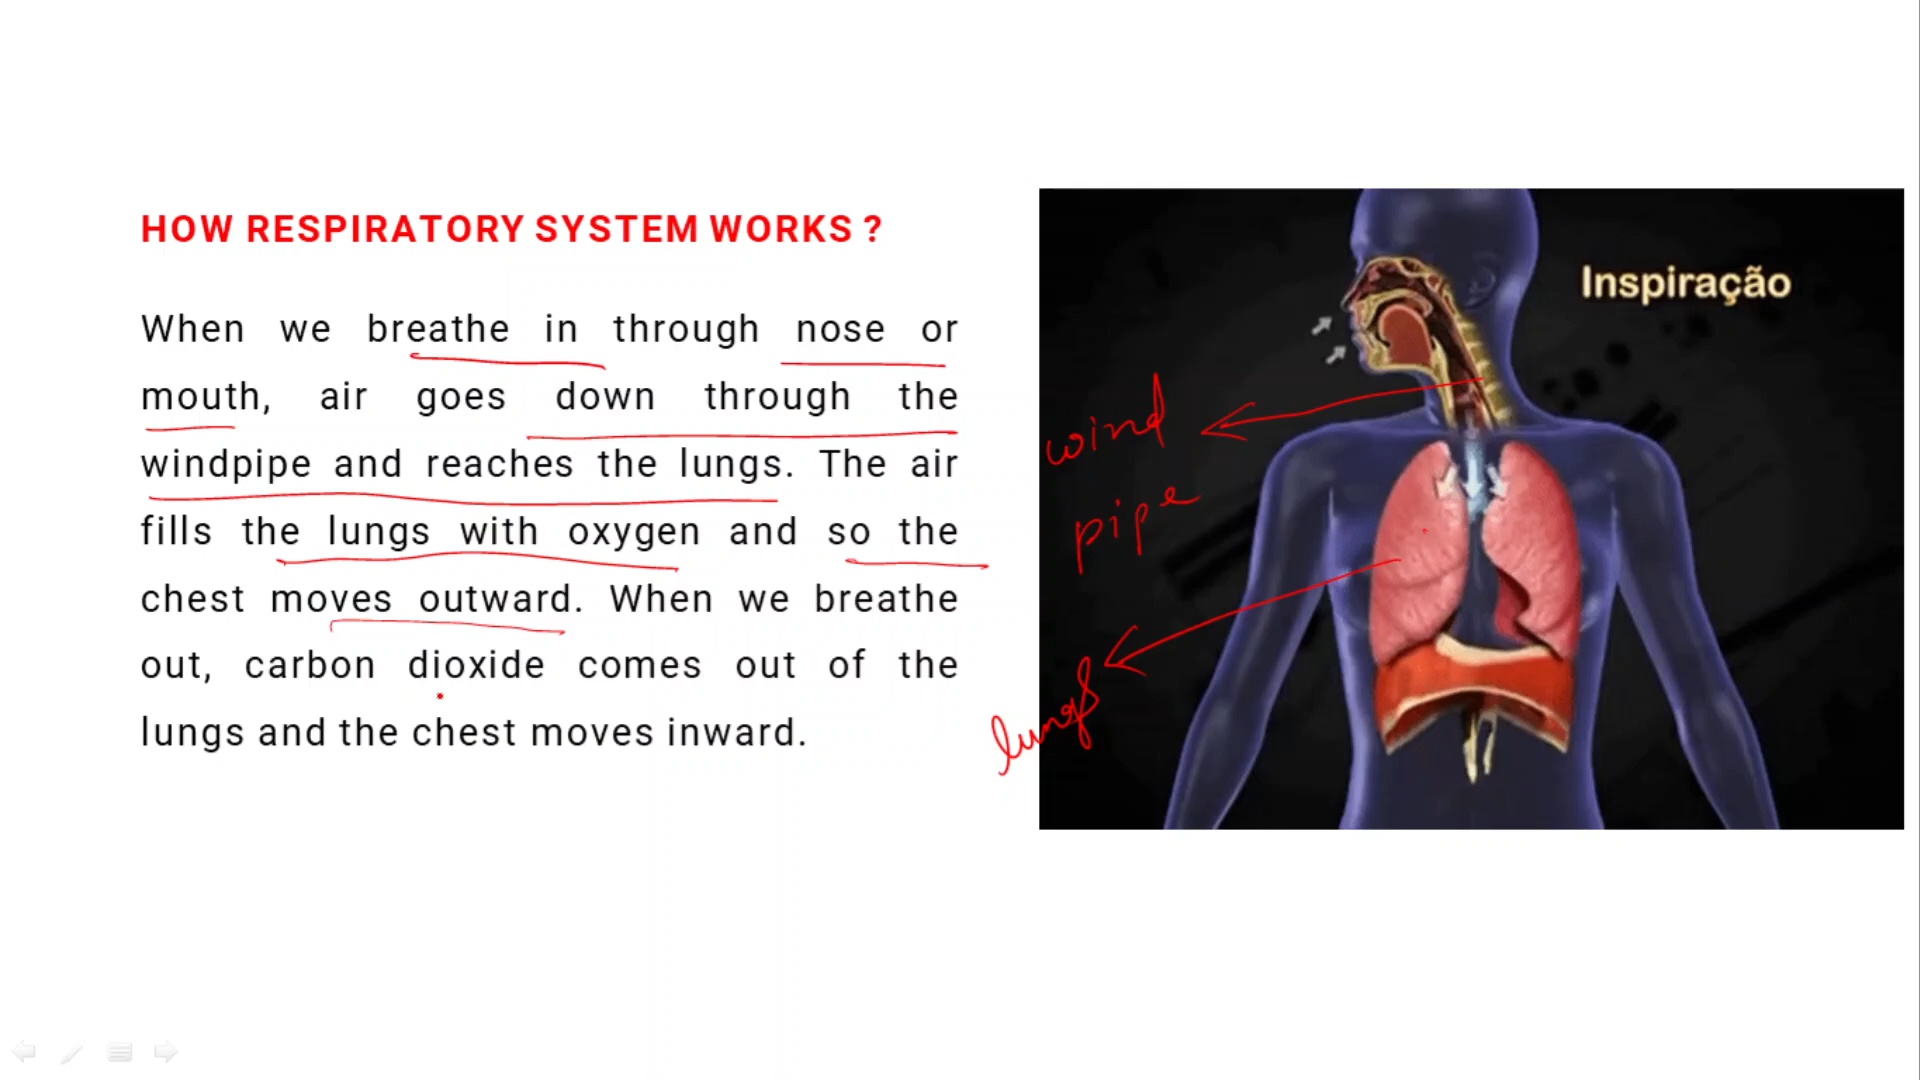 HOW RESPIRATORY SYSTEM WORKS ?
When we breathe in through nose or
mouth, air goes down through the
windpipe and reaches the lungs. The air
fills the lungs with oxygen and so the
chest moves outward. When we breathe
out, carbon dioxide comes out of the
lungs and the chest moves inward.
Inspiração
wind
pipe
lungs